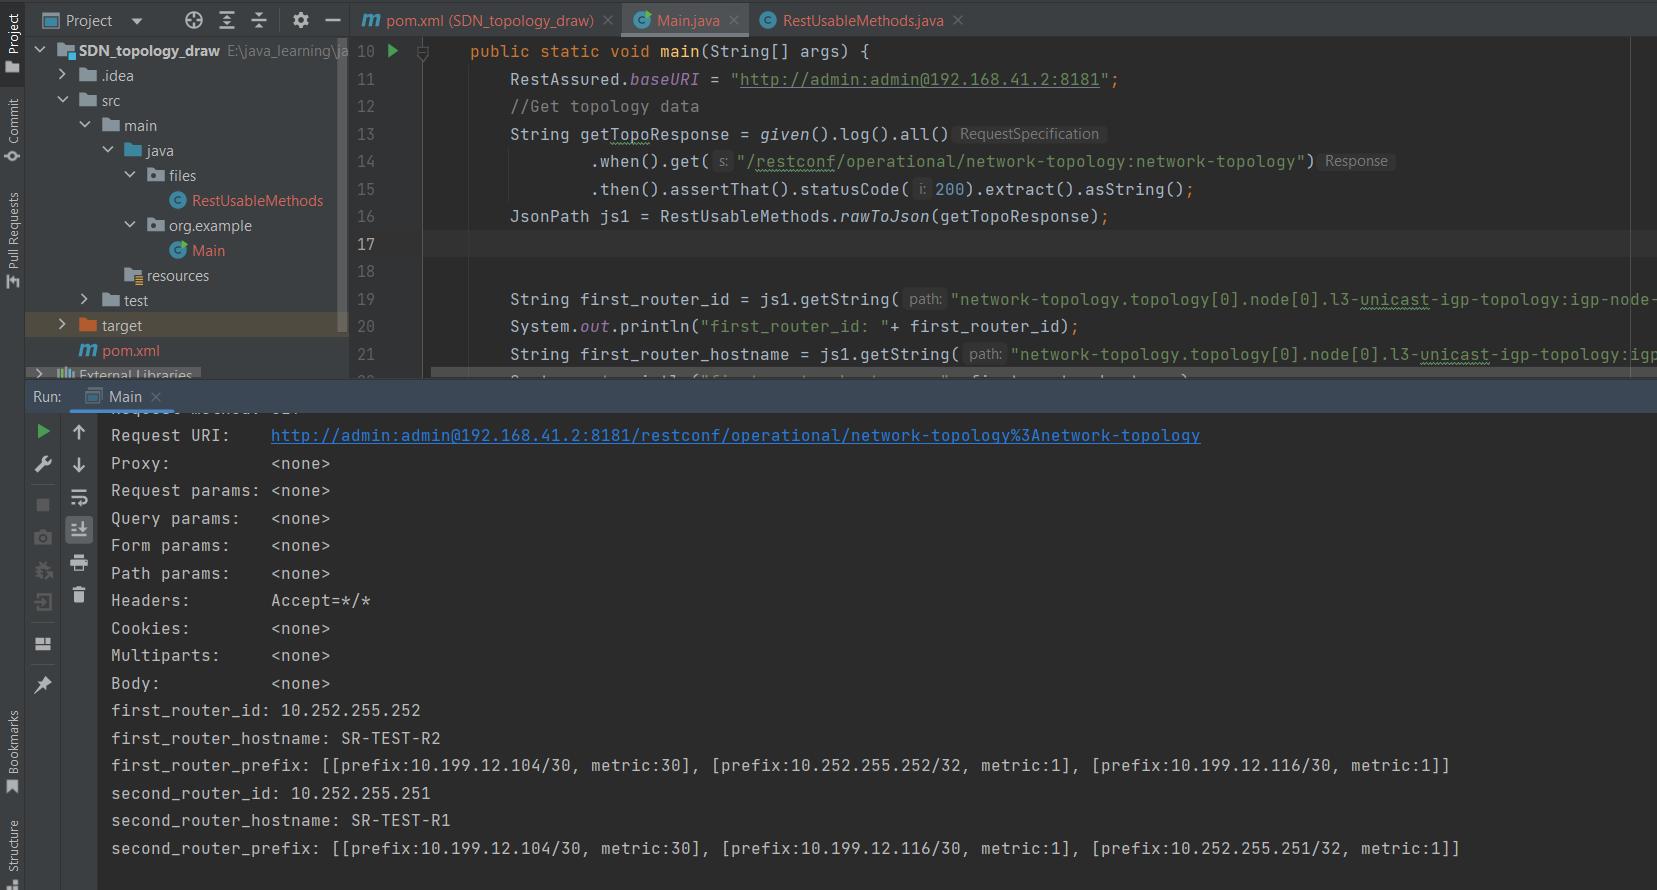 Project
pom.xml (SDN_topology_draw)
Main.java
RestUsableMethods.java
Project
Commit
Pull Requests
Bookmarks
Structure
SDN_topology_draw E:\java_learning\ja
.idea
src
main
java
files
RestUsableMethods
org.example
Main
resources
test
target
pom.xml
External Libraries
10 public static void main(String[] args) {
11 RestAssured.baseURI = "http://admin:admin@192.168.41.2:8181";
12 //Get topology data
13 String getTopoResponse = given().log().all() RequestSpecification
14 .when().get( s: "/restconf/operational/network-topology:network-topology") Response
15 .then().assertThat().statusCode( i: 200).extract().asString();
16 JsonPath js1 = RestUsableMethods.rawToJson(getTopoResponse);
17
18
19 String first_router_id = js1.getString( path: "network-topology.topology[0].node[0].l3-unicast-igp-topology:igp-node-
20 System.out.println("first_router_id: "+ first_router_id);
21 String first_router_hostname = js1.getString( path: "network-topology.topology[0].node[0].l3-unicast-igp-topology:igp
Run: Main
Request URI: http://admin:admin@192.168.41.2:8181/restconf/operational/network-topology%3Anetwork-topology
Proxy: <none>
Request params: <none>
Query params: <none>
Form params: <none>
Path params: <none>
Headers: Accept=*/*
Cookies: <none>
Multiparts: <none>
Body: <none>
first_router_id: 10.252.255.252
first_router_hostname: SR-TEST-R2
first_router_prefix: [[prefix:10.199.12.104/30, metric:30], [prefix:10.252.255.252/32, metric:1], [prefix:10.199.12.116/30, metric:1]]
second_router_id: 10.252.255.251
second_router_hostname: SR-TEST-R1
second_router_prefix: [[prefix:10.199.12.104/30, metric:30], [prefix:10.199.12.116/30, metric:1], [prefix:10.252.255.251/32, metric:1]]